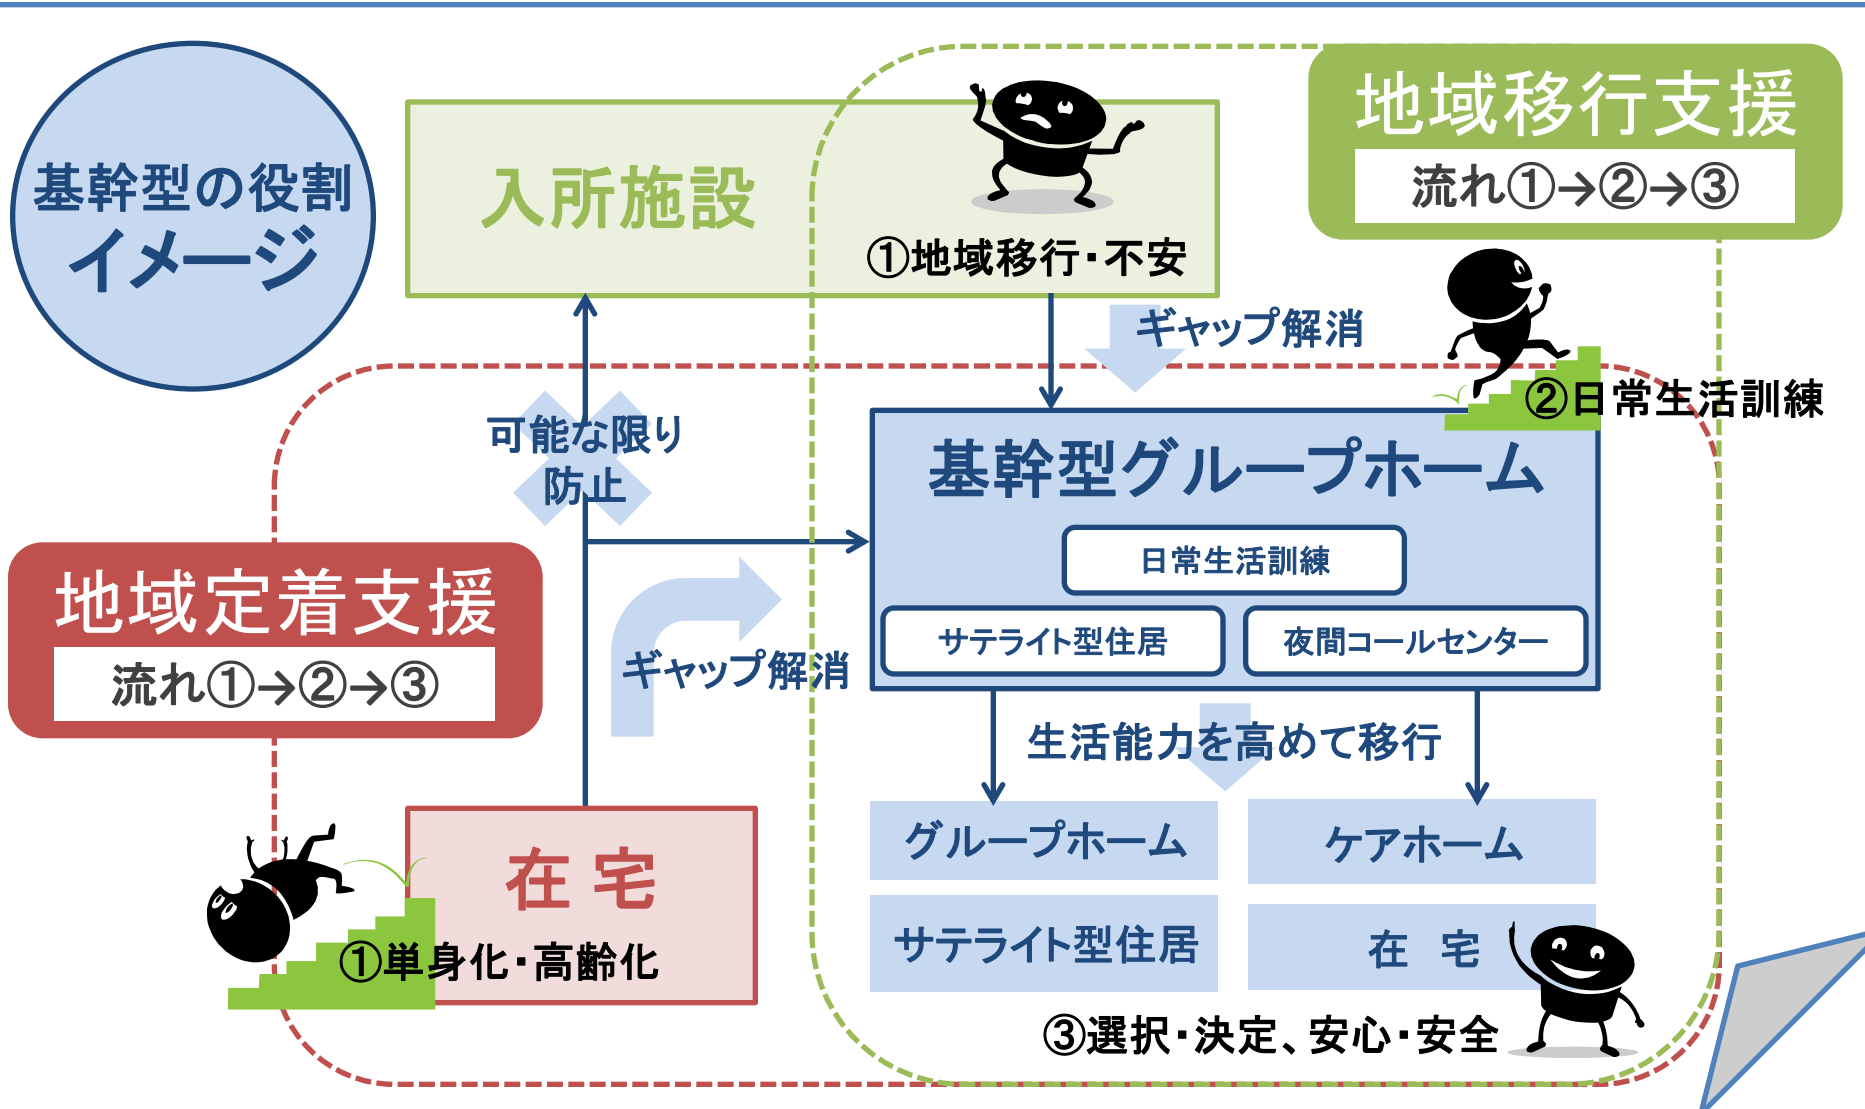 基幹型の役割
イメージ
入所施設
①地域移行・不安
地域移行支援
流れ①→②→③
ギャップ解消
②日常生活訓練
可能な限り
防止
基幹型グループホーム
日常生活訓練
サテライト型住居
夜間コールセンター
地域定着支援
流れ①→②→③
ギャップ解消
生活能力を高めて移行
グループホーム
ケアホーム
サテライト型住居
在 宅
在 宅
①単身化・高齢化
③選択・決定、安心・安全